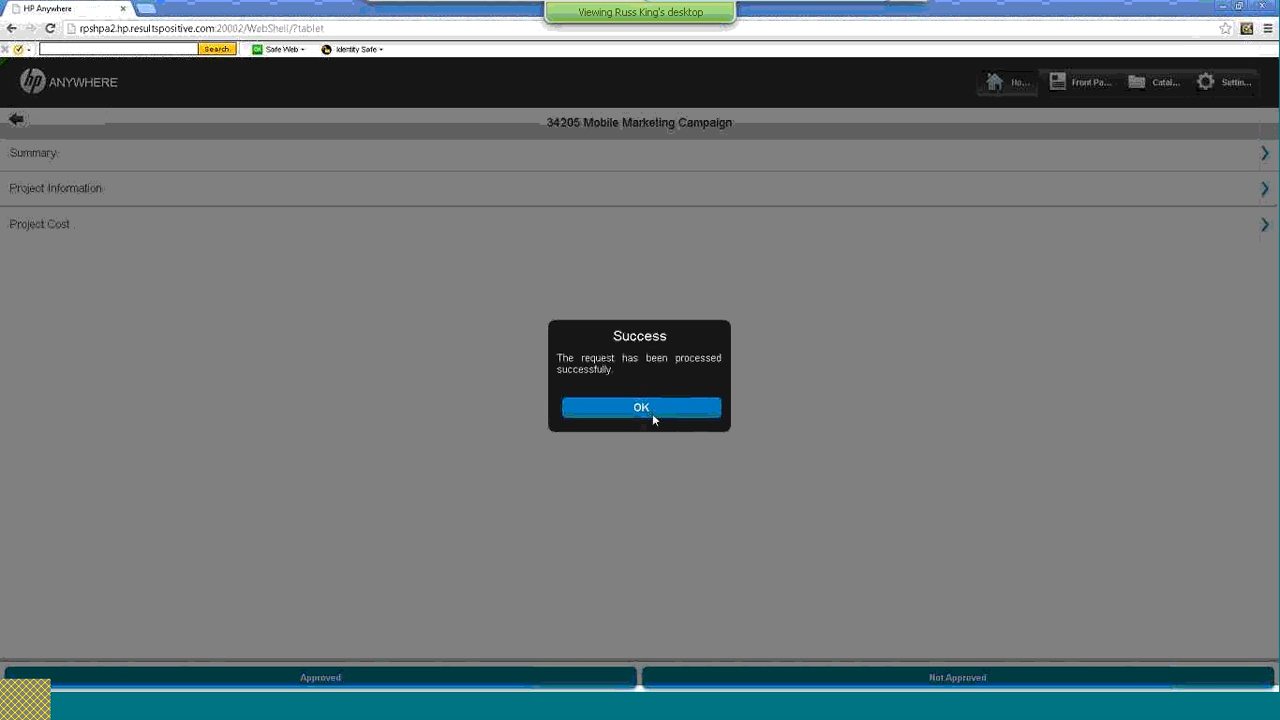 HP Anywhere
Viewing Russ King's desktop
rpshpa2.hp.resultspositive.com:20002/WebShell/?tablet
Search
Safe Web
Identity Safe
hp ANYWHERE
Ho...
Front Pa...
Catal...
Settin...
34205 Mobile Marketing Campaign
Summary
Project Information
Project Cost
Success
The request has been processed
successfully.
OK
Approved
Not Approved